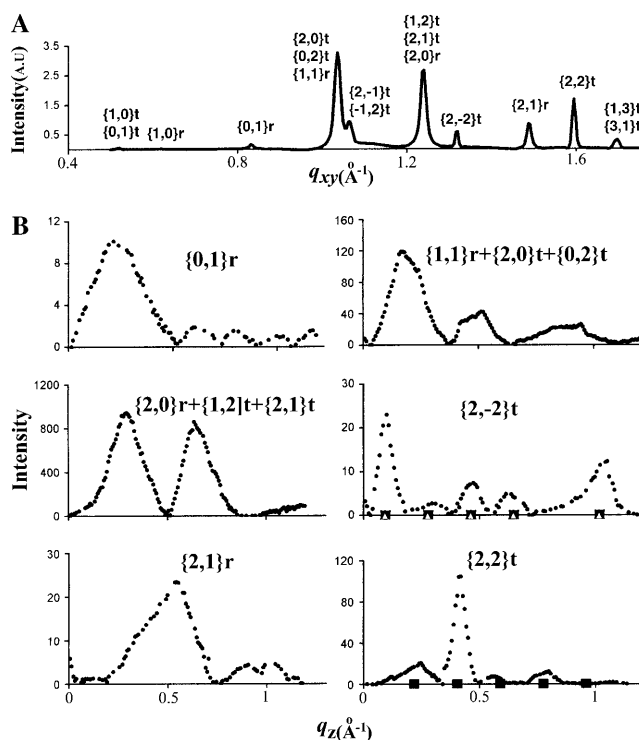 A
Intensity(A.U)
3.5
2.5
1.5
0.5
{1,0}t
{0,1}t
{1,0}r
{0,1}r
{2,0}t
{0,2}t
{1,1}r
{2,-1}t
{-1,2}t
{1,2}t
{2,1}t
{2,0}r
{2,-2}t
{2,1}r
{2,2}t
{1,3}t
{3,1}t
0.4 0.8 1.2 1.6
qxy(Å-1)
B
12
8
4
0
{0,1}r
160
120
80
40
0
{1,1}r+{2,0}t+{0,2}t
Intensity
1200
800
400
0
{2,0}r+{1,2]t+{2,1}t
30
20
10
0
{2,-2}t
30
20
10
0
{2,1}r
0 0.5 1
120
80
40
0
{2,2}t
0 0.5 1
qz(Å-1)